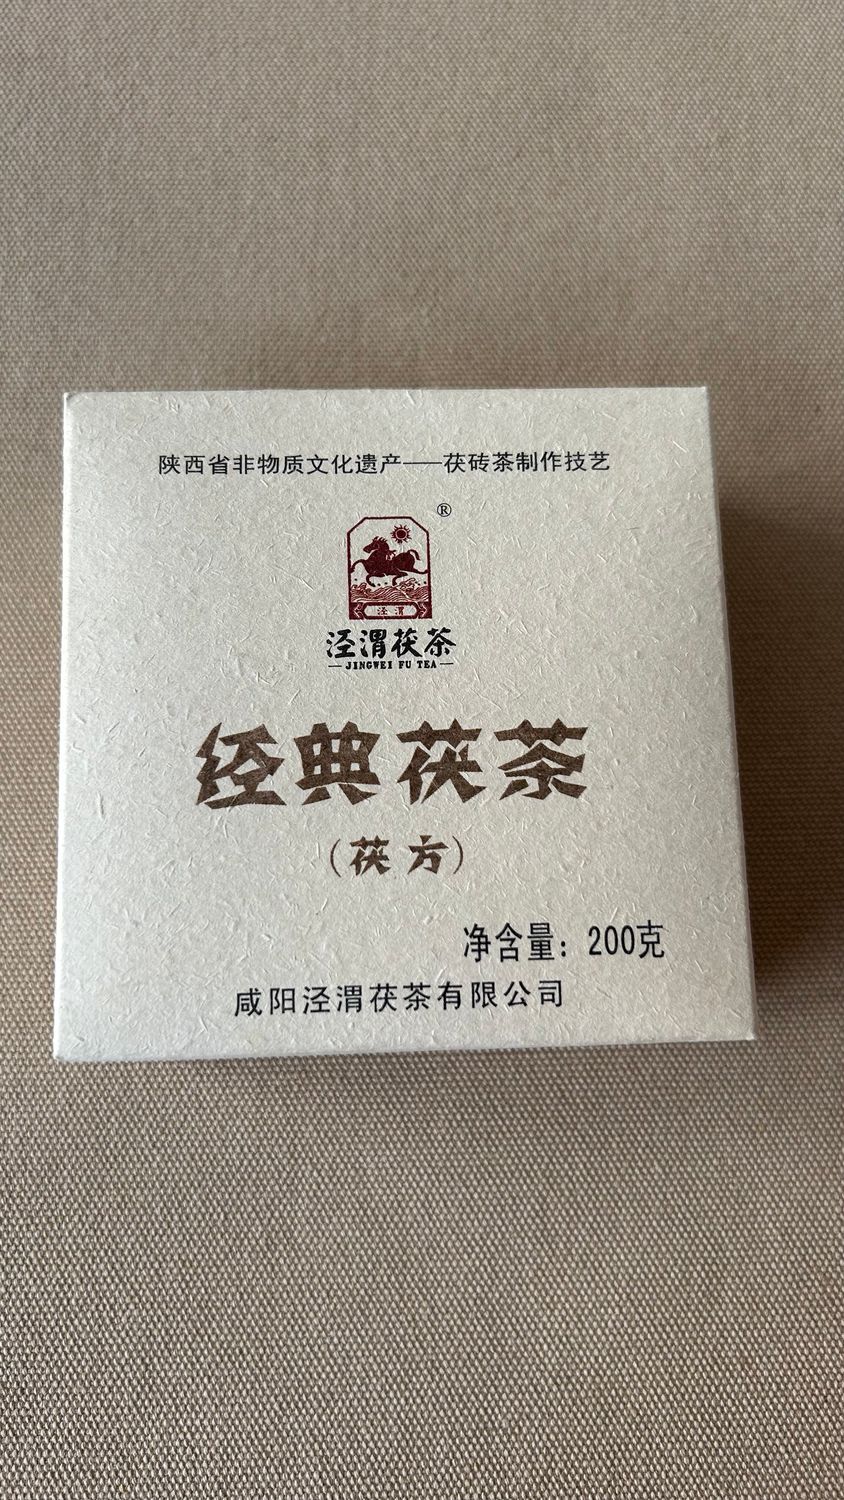 陕西省非物质文化遗产——茯砖茶制作技艺
®
泾渭
泾渭茯茶
—JINGWEI FU TEA—
经典茯茶
（茯方）
净含量：200克
咸阳泾渭茯茶有限公司